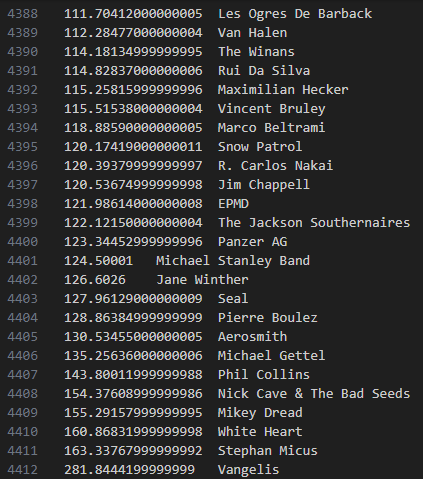 4388 111.70412000000005 Les Ogres De Barback
4389 112.28477000000004 Van Halen
4390 114.18134999999995 The Winans
4391 114.82837000000006 Rui Da Silva
4392 115.25815999999996 Maximilian Hecker
4393 115.51538000000004 Vincent Bruley
4394 118.88590000000005 Marco Beltrami
4395 120.17419000000011 Snow Patrol
4396 120.39379999999997 R. Carlos Nakai
4397 120.53674999999998 Jim Chappell
4398 121.98614000000008 EPMD
4399 122.12150000000004 The Jackson Southernaires
4400 123.34452999999996 Panzer AG
4401 124.50001 Michael Stanley Band
4402 126.6026 Jane Winther
4403 127.96129000000009 Seal
4404 128.86384999999999 Pierre Boulez
4405 130.53455000000005 Aerosmith
4406 135.25636000000006 Michael Gettel
4407 143.80011999999988 Phil Collins
4408 154.37608999999986 Nick Cave & The Bad Seeds
4409 155.29157999999995 Mikey Dread
4410 160.86831999999998 White Heart
4411 163.33767999999992 Stephan Micus
4412 281.8444199999999 Vangelis